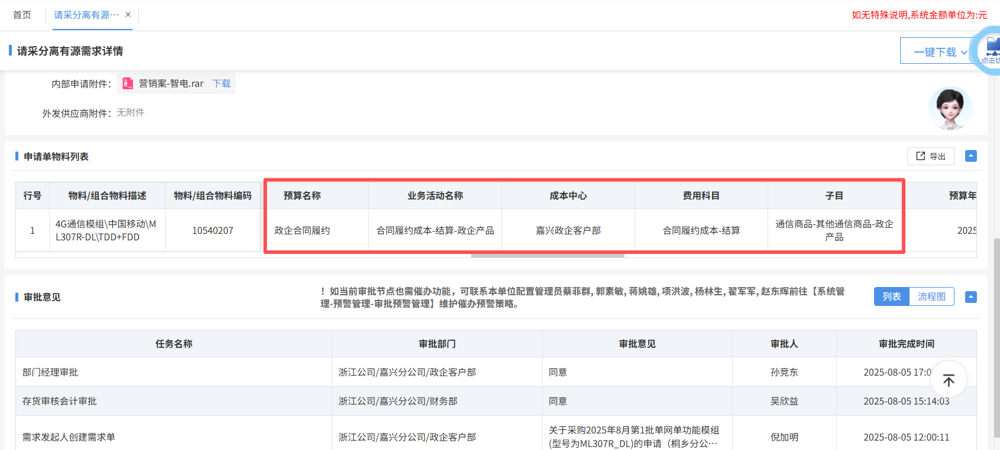 首页
请采分离有源···
如无特殊说明,系统金额单位为:元
请采分离有源需求详情
一键下载
点击切
内部申请附件：
营销案-智电.rar
下载
外发供应商附件：
无附件
申请单物料列表
导出
行号 物料/组合物料描述 物料/组合物料编码 预算名称 业务活动名称 成本中心 费用科目 子目 预算年
1 4G通信模组\中国移动\M
L307R-DL\TDD+FDD
10540207 政企合同履约 合同履约成本-结算-政企产品 嘉兴政企客户部 合同履约成本-结算 通信商品-其他通信商品-政企
产品
2025
审批意见
！如当前审批节点也需催办功能，可联系本单位配置管理员蔡菲群, 郭素敏, 蒋姚雄, 项洪波, 杨林生, 翟军军, 赵东晖前往【系统管
理-预警管理-审批预警管理】维护催办预警策略。
列表 流程图
任务名称 审批部门 审批意见 审批人 审批完成时间
部门经理审批 浙江公司/嘉兴分公司/政企客户部 同意 孙竞东 2025-08-05 17:0
存货审核会计审批 浙江公司/嘉兴分公司/财务部 同意 吴欣益 2025-08-05 15:14:03
需求发起人创建需求单 浙江公司/嘉兴分公司/政企客户部 关于采购2025年8月第1批单网单功能模组
(型号为ML307R_DL)的申请（桐乡分公···
倪加明 2025-08-05 12:00:11